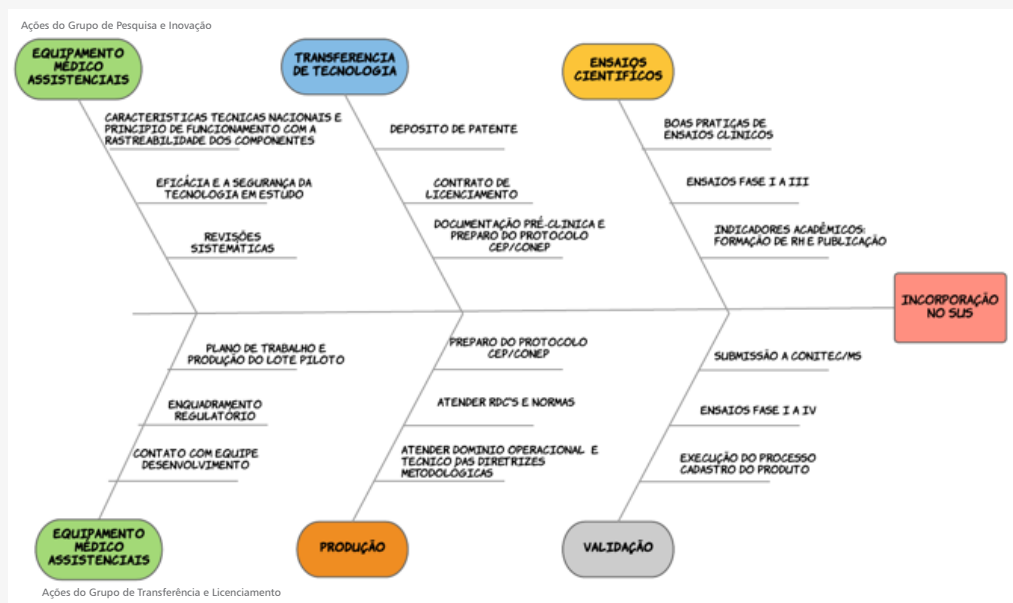 Ações do Grupo de Pesquisa e Inovação
EQUIPAMENTO
MÉDICO
ASSISTENCIAIS
TRANSFERENCIA
DE TECNOLOGIA
ENSAIOS
CIENTIFÍCOS
CARACTERISTICAS TECNICAS NACIONAIS E
PRINCIPIO DE FUNCIONAMENTO COM A
RASTREABILIDADE DOS COMPONENTES
EFICÁCIA E A SEGURANÇA DA
TECNOLOGIA EM ESTUDO
REVISÕES
SISTEMÁTICAS
DEPOSITO DE PATENTE
CONTRATO DE
LICENCIAMENTO
DOCUMENTAÇÃO PRÉ-CLINICA E
PREPARO DO PROTOCOLO
CEP/CONEP
BOAS PRATICAS DE
ENSAIOS CLÍNICOS
ENSAIOS FASE I A III
INDICADORES ACADÊMICOS:
FORMAÇÃO DE RH E PUBLICAÇÃO
INCORPORAÇÃO
NO SUS
PLANO DE TRABALHO E
PRODUÇÃO DO LOTE PILOTO
ENQUADRAMENTO
REGULATÓRIO
CONTATO COM EQUIPE
DESENVOLVIMENTO
PREPARO DO PROTOCOLO
CEP/CONEP
ATENDER RDC'S E NORMAS
ATENDER DOMINIO OPERACIONAL E
TECNICO DAS DIRETRIZES
METODOLÓGICAS
SUBMISSÃO A CONITEC/MS
ENSAIOS FASE I A IV
EXECUÇÃO DO PROCESSO
CADASTRO DO PRODUTO
EQUIPAMENTO
MÉDICO
ASSISTENCIAIS
PRODUÇÃO
VALIDAÇÃO
Ações do Grupo de Transferência e Licenciamento